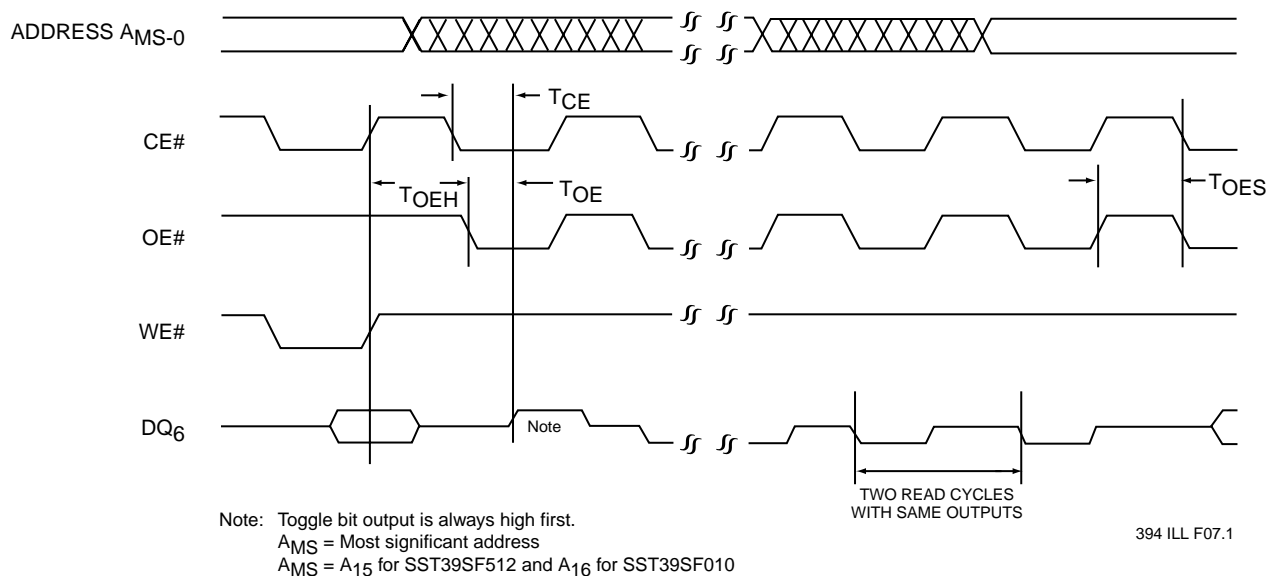 ADDRESS AMS-0
TCE
CE#
TOEH
TOE
TOES
OE#
WE#
DQ6
Note
TWO READ CYCLES
WITH SAME OUTPUTS
Note: Toggle bit output is always high first.
AMS = Most significant address
AMS = A15 for SST39SF512 and A16 for SST39SF010
394 ILL F07.1